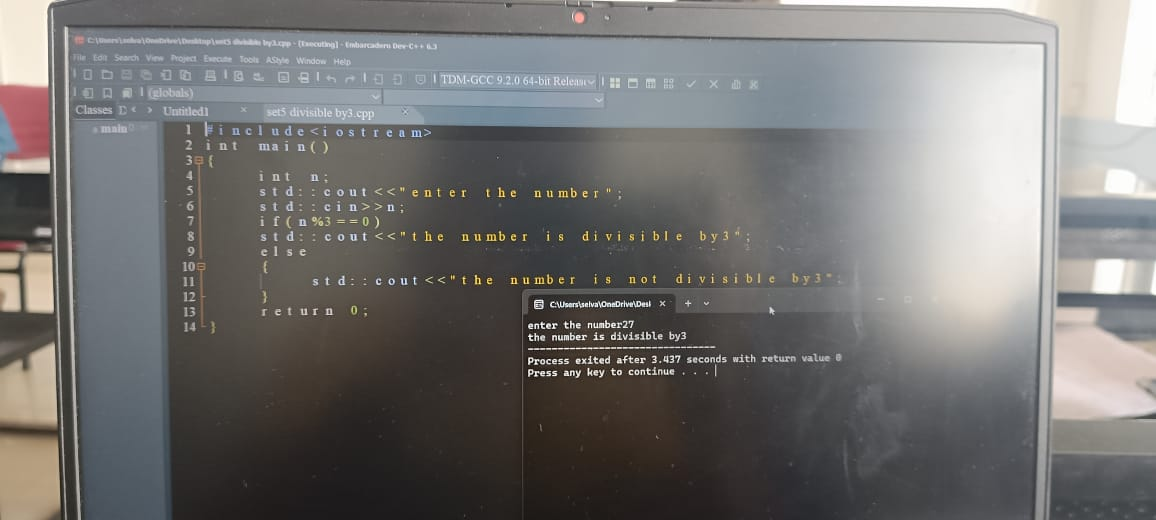 C:\Users\selva\OneDrive\Desktop\set5 divisible by3.cpp - [Executing] - Embarcadero Dev-C++ 6.3
File Edit Search View Project Execute Tools AStyle Window Help
TDM-GCC 9.2.0 64-bit Release
(globals)
Classes Untitled1 set5 divisible by3.cpp
main
1 #include<iostream>
2 int main()
3 {
4 int n;
5 std::cout<<"enter the number";
6 std::cin>>n;
7 if(n%3==0)
8 std::cout<<"the number is divisible by3";
9 else
10 {
11 std::cout<<"the number is not divisible by3";
12 }
13 return 0;
14 }
C:\Users\selva\OneDrive\Desk
enter the number27
the number is divisible by3
--------------------------------
Process exited after 3.437 seconds with return value 0
Press any key to continue . . .